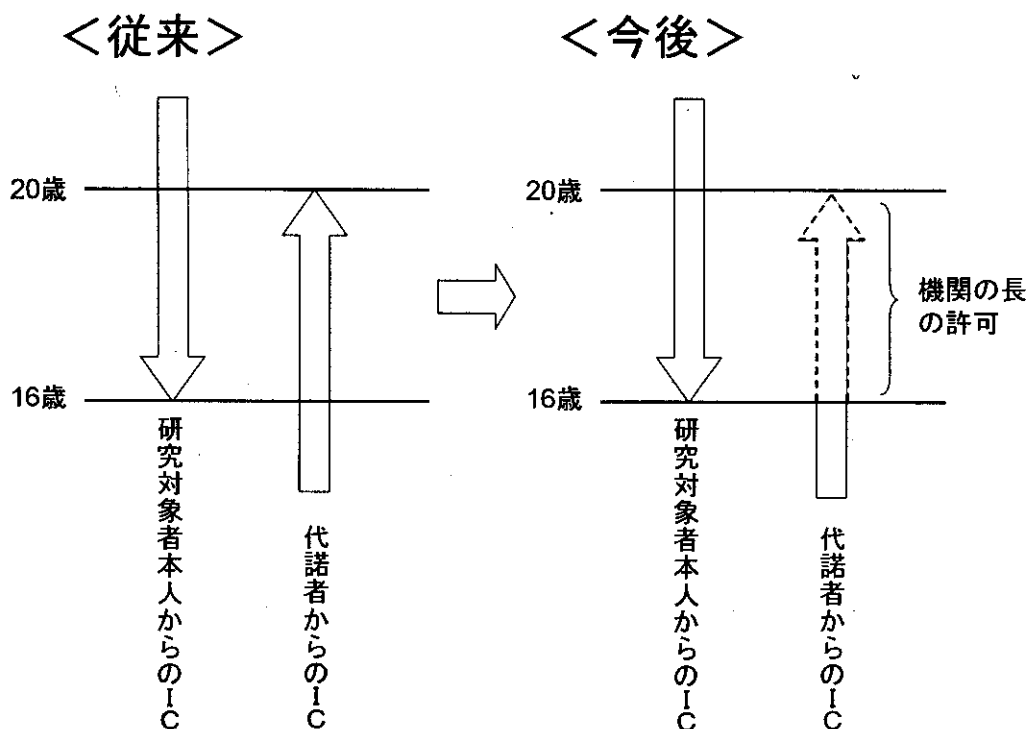 ＜従来＞
20歳
16歳
研究対象者本人からのIC
代諾者からのIC
＜今後＞
20歳
16歳
機関の長
の許可
研究対象者本人からのIC
代諾者からのIC